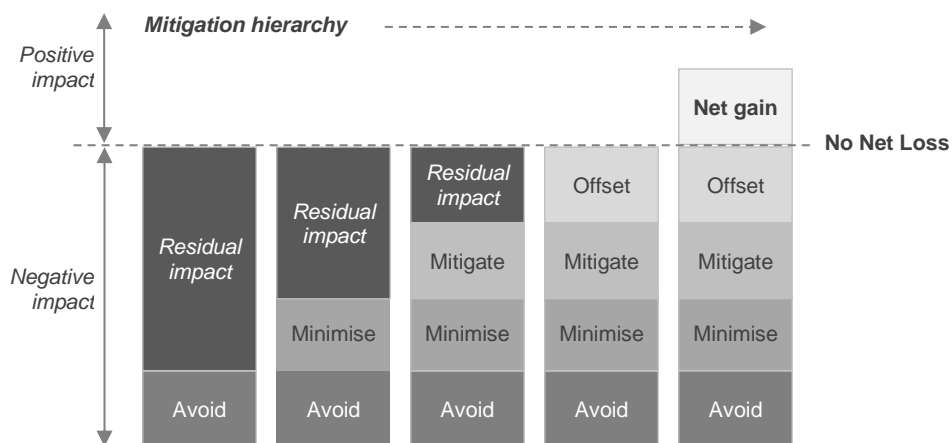 Mitigation hierarchy
Positive
impact
Net gain
No Net Loss
Negative
impact
Residual
impact
Avoid
Residual
impact
Minimise
Avoid
Residual
impact
Mitigate
Minimise
Avoid
Offset
Mitigate
Minimise
Avoid
Offset
Mitigate
Minimise
Avoid